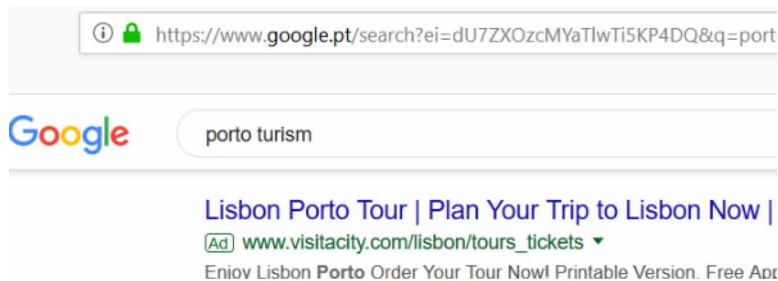 https://www.google.pt/search?ei=dU7ZXOzcMYaTlwTi5KP4DQ&q=port
Google
porto turism
Lisbon Porto Tour | Plan Your Trip to Lisbon Now |
Ad www.visitacity.com/lisbon/tours_tickets
Enjoy Lisbon Porto Order Your Tour Now! Printable Version. Free App